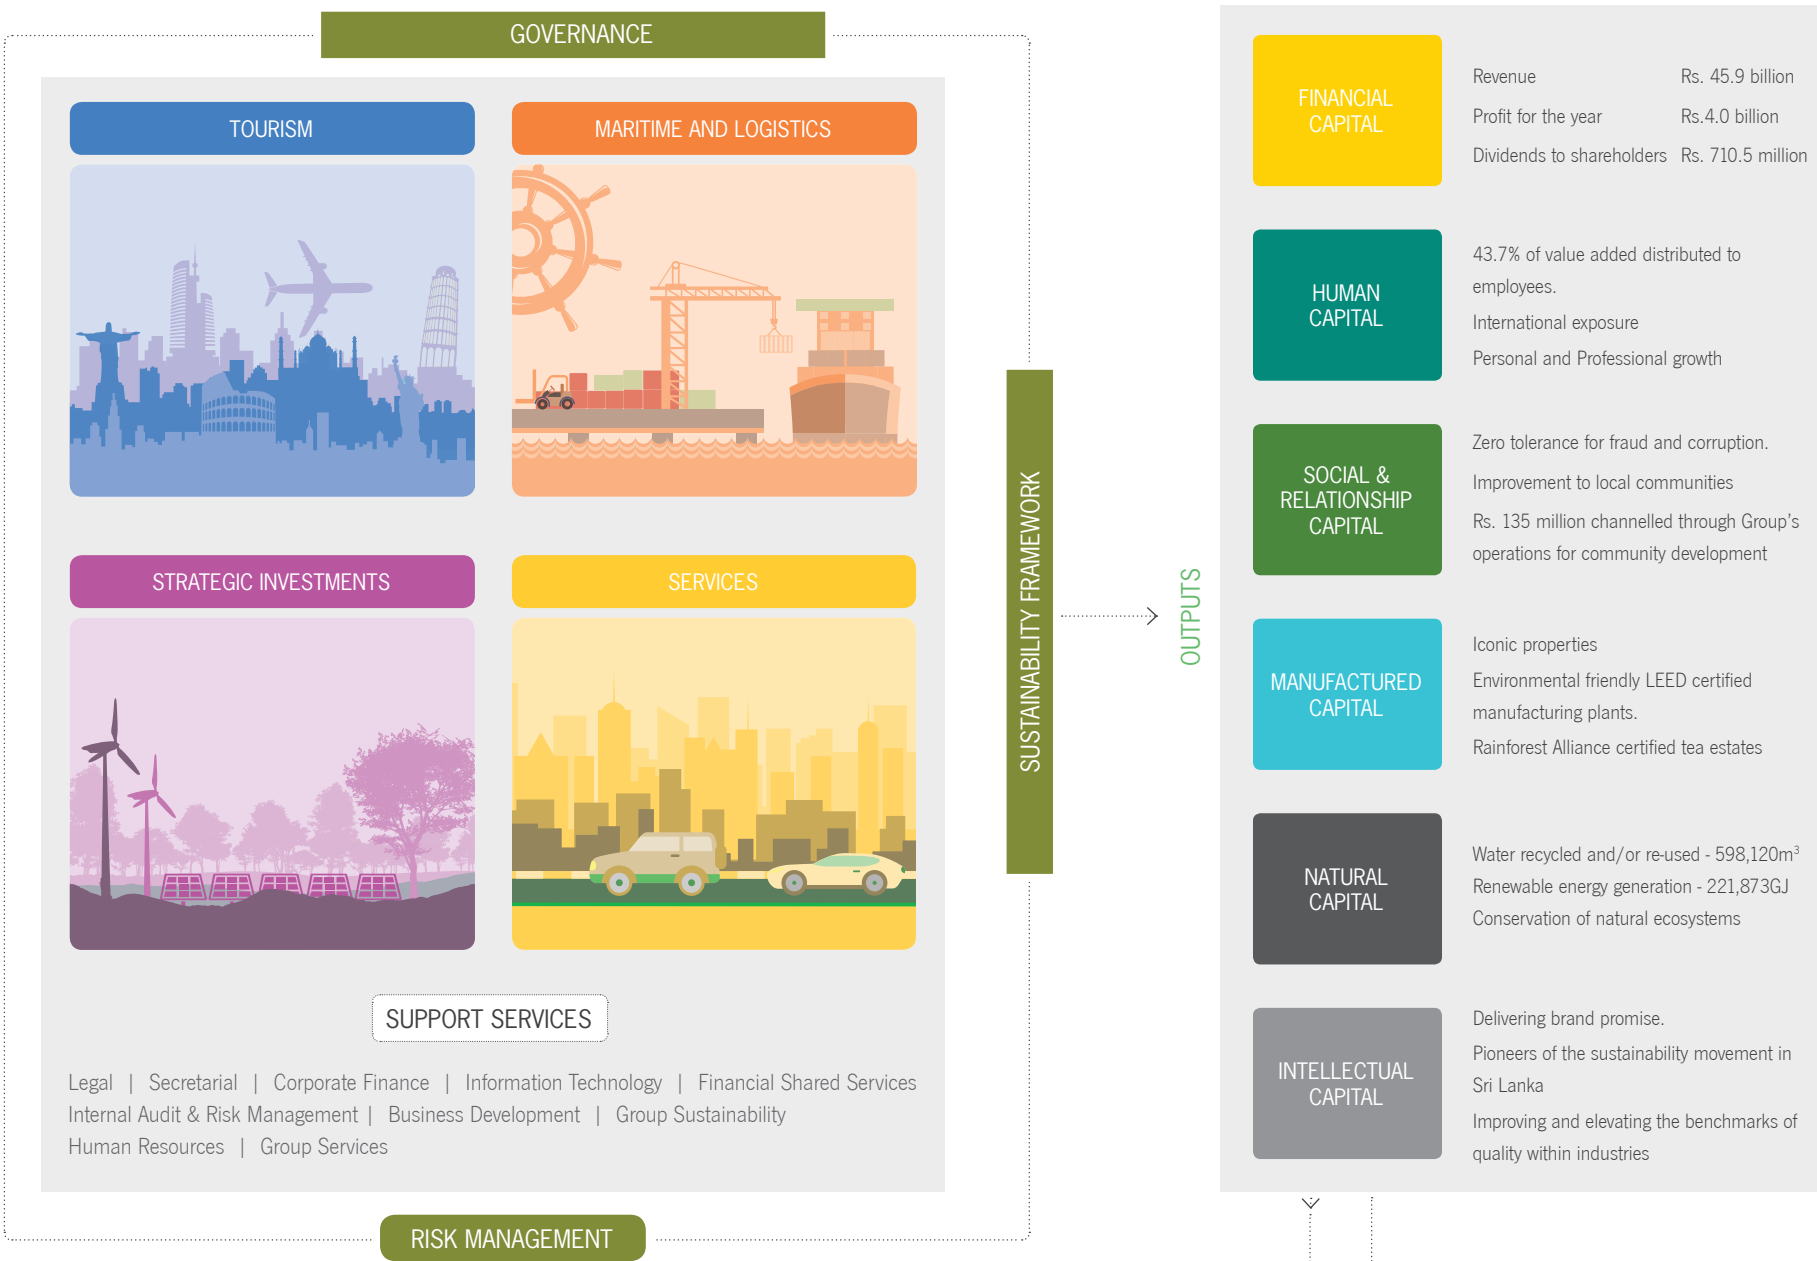 GOVERNANCE
TOURISM
MARITIME AND LOGISTICS
STRATEGIC INVESTMENTS
SERVICES
SUPPORT SERVICES
Legal | Secretarial | Corporate Finance | Information Technology | Financial Shared Services
Internal Audit & Risk Management | Business Development | Group Sustainability
Human Resources | Group Services
RISK MANAGEMENT
SUSTAINABILITY FRAMEWORK
OUTPUTS
FINANCIAL
CAPITAL
Revenue Rs. 45.9 billion
Profit for the year Rs.4.0 billion
Dividends to shareholders Rs. 710.5 million
HUMAN
CAPITAL
43.7% of value added distributed to
employees.
International exposure
Personal and Professional growth
SOCIAL &
RELATIONSHIP
CAPITAL
Zero tolerance for fraud and corruption.
Improvement to local communities
Rs. 135 million channelled through Group's
operations for community development
MANUFACTURED
CAPITAL
Iconic properties
Environmental friendly LEED certified
manufacturing plants.
Rainforest Alliance certified tea estates
NATURAL
CAPITAL
Water recycled and/or re-used - 598,120m³
Renewable energy generation - 221,873GJ
Conservation of natural ecosystems
INTELLECTUAL
CAPITAL
Delivering brand promise.
Pioneers of the sustainability movement in
Sri Lanka
Improving and elevating the benchmarks of
quality within industries